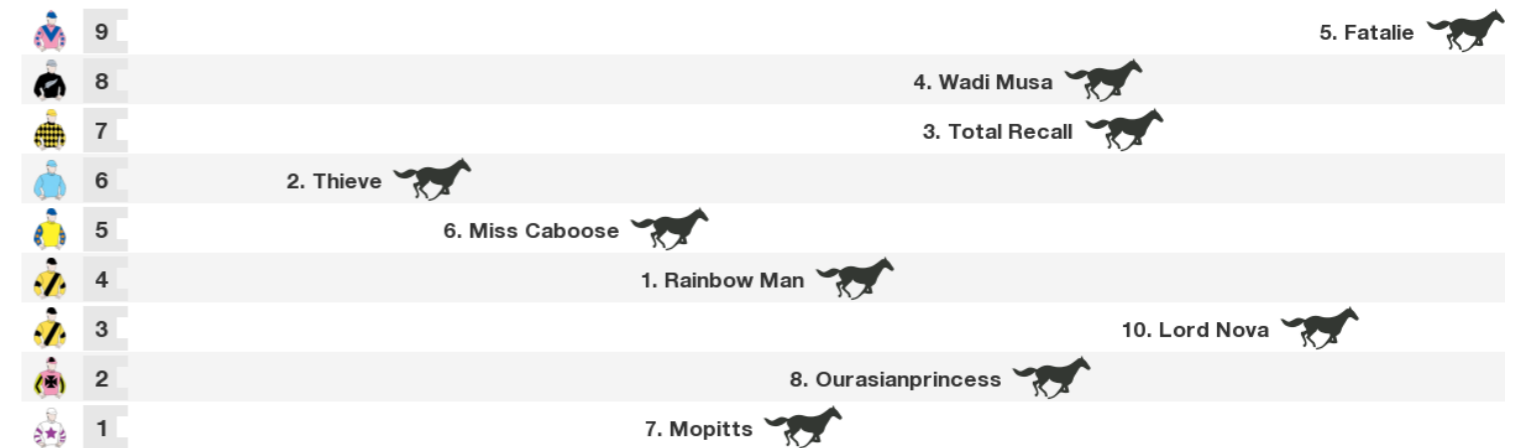 9 5. Fatalie
8 4. Wadi Musa
7 3. Total Recall
6 2. Thieve
5 6. Miss Caboose
4 1. Rainbow Man
3 10. Lord Nova
2 8. Ourasianprincess
1 7. Mopitts